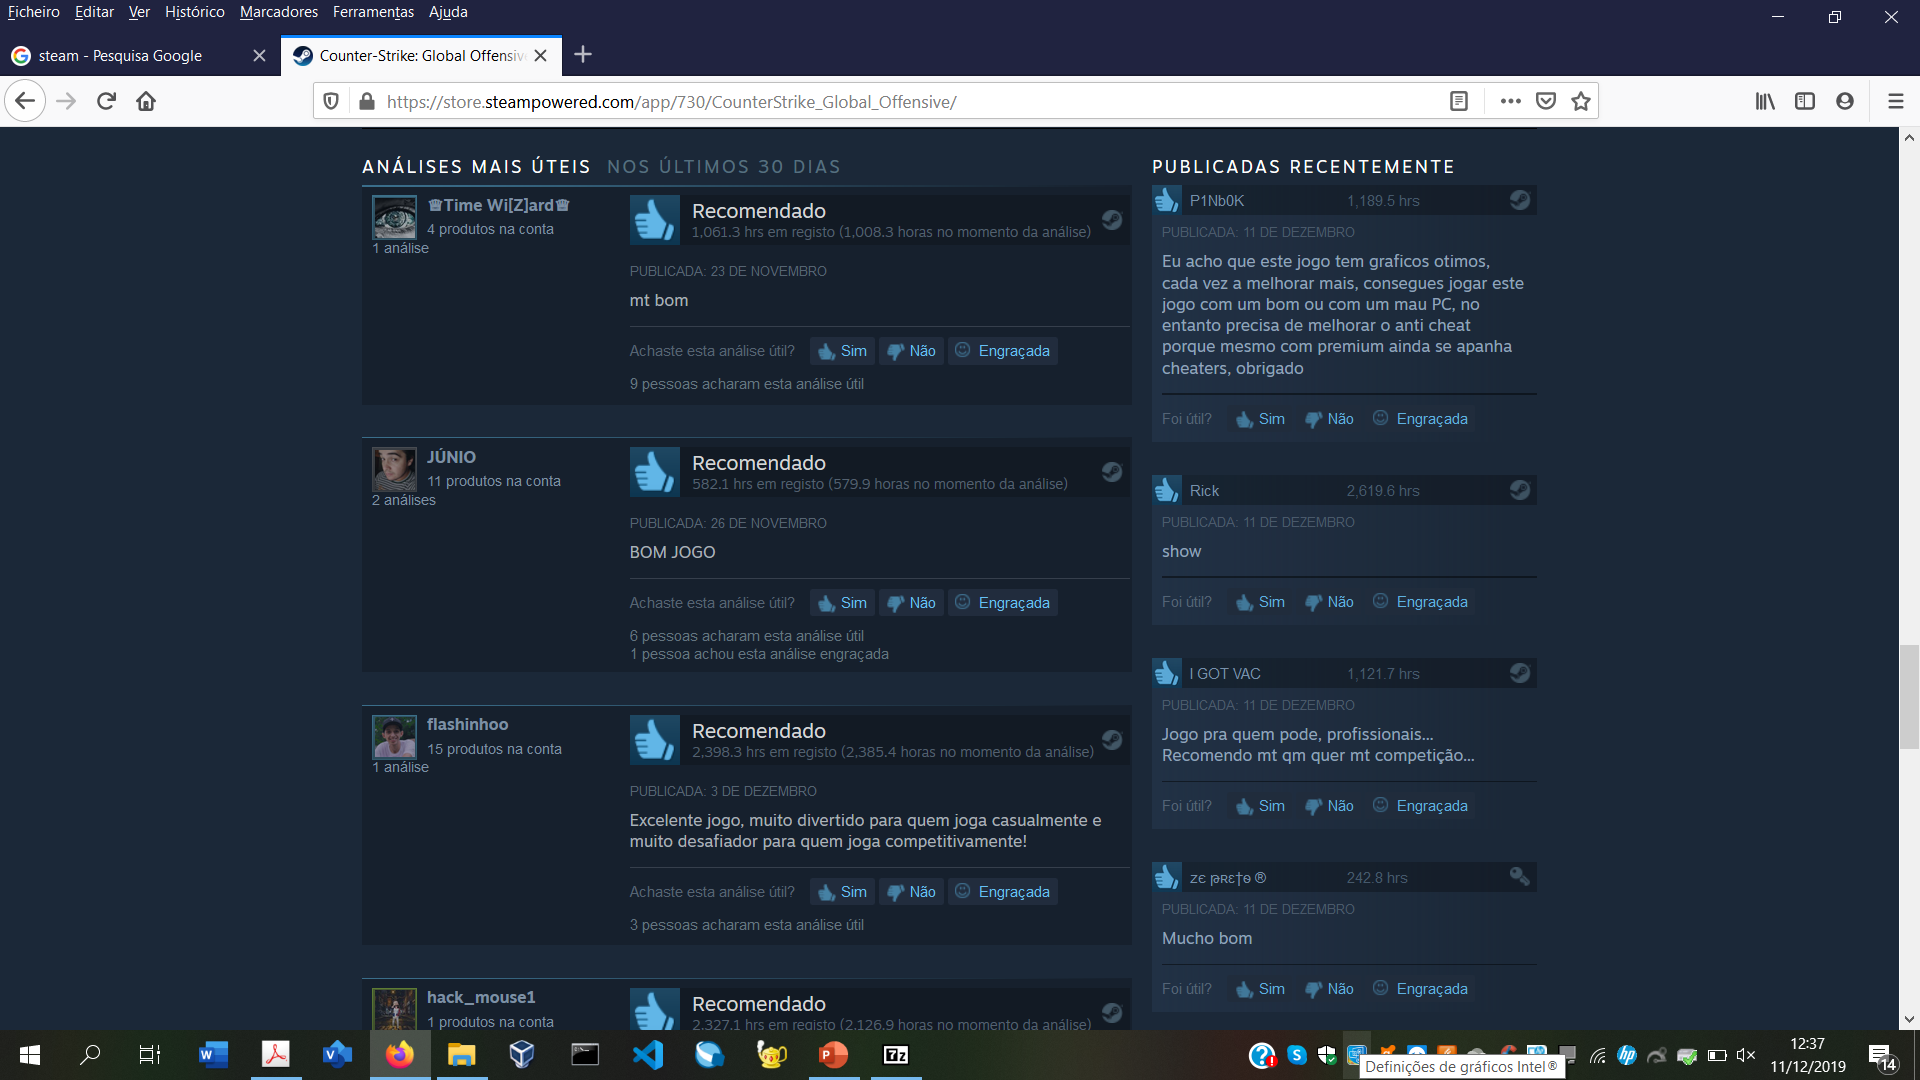 Ficheiro Editar Ver Histórico Marcadores Ferramentas Ajuda
steam - Pesquisa Google
Counter-Strike: Global Offensiv
https://store.steampowered.com/app/730/CounterStrike_Global_Offensive/
ANÁLISES MAIS ÚTEIS NOS ÚLTIMOS 30 DIAS
♕Time Wi[Z]ard♕
4 produtos na conta
1 análise
Recomendado
1,061.3 hrs em registo (1,008.3 horas no momento da análise)
PUBLICADA: 23 DE NOVEMBRO
mt bom
Achaste esta análise útil? Sim Não Engraçada
9 pessoas acharam esta análise útil
JÚNIO
11 produtos na conta
2 análises
Recomendado
582.1 hrs em registo (579.9 horas no momento da análise)
PUBLICADA: 26 DE NOVEMBRO
BOM JOGO
Achaste esta análise útil? Sim Não Engraçada
6 pessoas acharam esta análise útil
1 pessoa achou esta análise engraçada
flashinhoo
15 produtos na conta
1 análise
Recomendado
2,398.3 hrs em registo (2,385.4 horas no momento da análise)
PUBLICADA: 3 DE DEZEMBRO
Excelente jogo, muito divertido para quem joga casualmente e
muito desafiador para quem joga competitivamente!
Achaste esta análise útil? Sim Não Engraçada
3 pessoas acharam esta análise útil
hack_mouse1
1 produtos na conta
Recomendado
2,327.1 hrs em registo (2,126.9 horas no momento da análise)
PUBLICADAS RECENTEMENTE
P1Nb0K 1,189.5 hrs
PUBLICADA: 11 DE DEZEMBRO
Eu acho que este jogo tem graficos otimos,
cada vez a melhorar mais, consegues jogar este
jogo com um bom ou com um mau PC, no
entanto precisa de melhorar o anti cheat
porque mesmo com premium ainda se apanha
cheaters, obrigado
Foi útil? Sim Não Engraçada
Rick 2,619.6 hrs
PUBLICADA: 11 DE DEZEMBRO
show
Foi útil? Sim Não Engraçada
I GOT VAC 1,121.7 hrs
PUBLICADA: 11 DE DEZEMBRO
Jogo pra quem pode, profissionais...
Recomendo mt qm quer mt competição...
Foi útil? Sim Não Engraçada
242.8 hrs
PUBLICADA: 11 DE DEZEMBRO
Mucho bom
Foi útil? Sim Não Engraçada
Definições de gráficos Intel®
12:37
11/12/2019
14